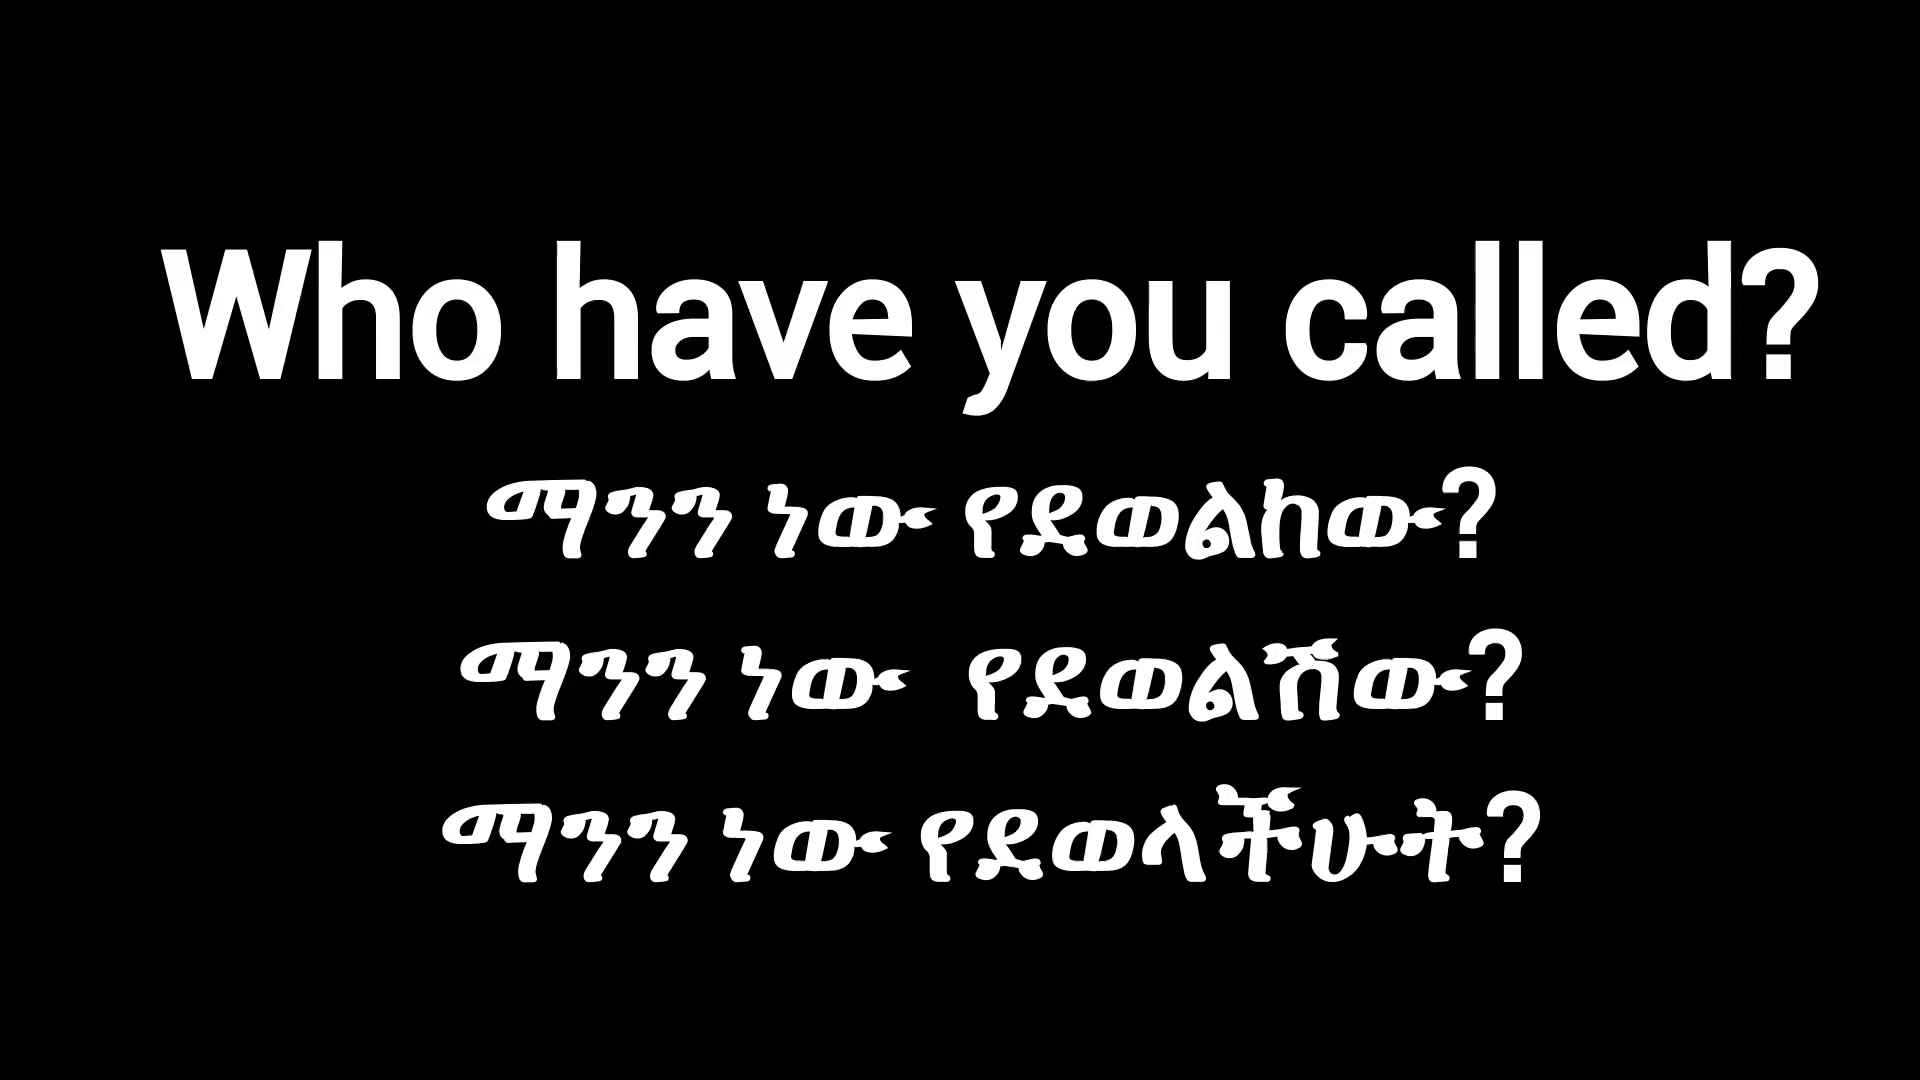 Who have you called?
ማንን ነው የደወልከው?
ማንን ነው የደወልሽው?
ማንን ነው የደወላችሁት?